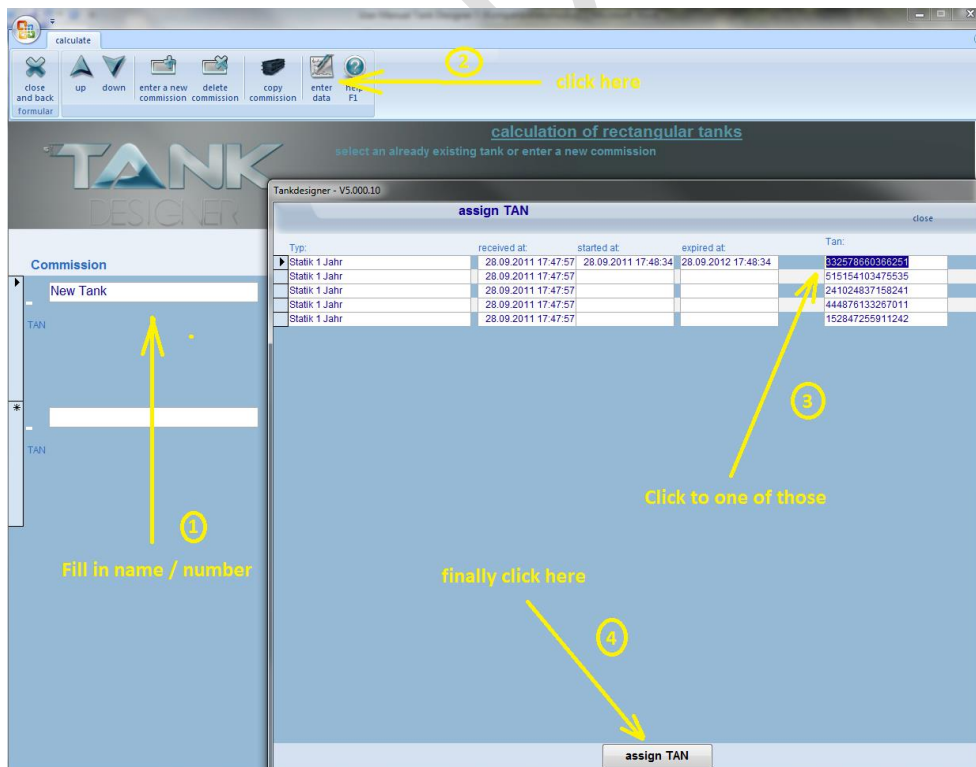 calculate
close and back
up
down
enter a new commission
delete commission
copy commission
enter data
help F1
formular
2
click here
calculation of rectangular tanks
select an already existing tank or enter a new commission
TANK
DESIGNER
Tankdesigner - V5.000.10
assign TAN
close
Typ: received at: started at: expired at: Tan:
Statik 1 Jahr 28.09.2011 17:47:57 28.09.2011 17:48:34 28.09.2012 17:48:34 332578660366251
Statik 1 Jahr 28.09.2011 17:47:57 515154103475535
Statik 1 Jahr 28.09.2011 17:47:57 241024837158241
Statik 1 Jahr 28.09.2011 17:47:57 444876133267011
Statik 1 Jahr 28.09.2011 17:47:57 152847255911242
Commission
New Tank
TAN
TAN
1
Fill in name / number
3
Click to one of those
finally click here
4
assign TAN